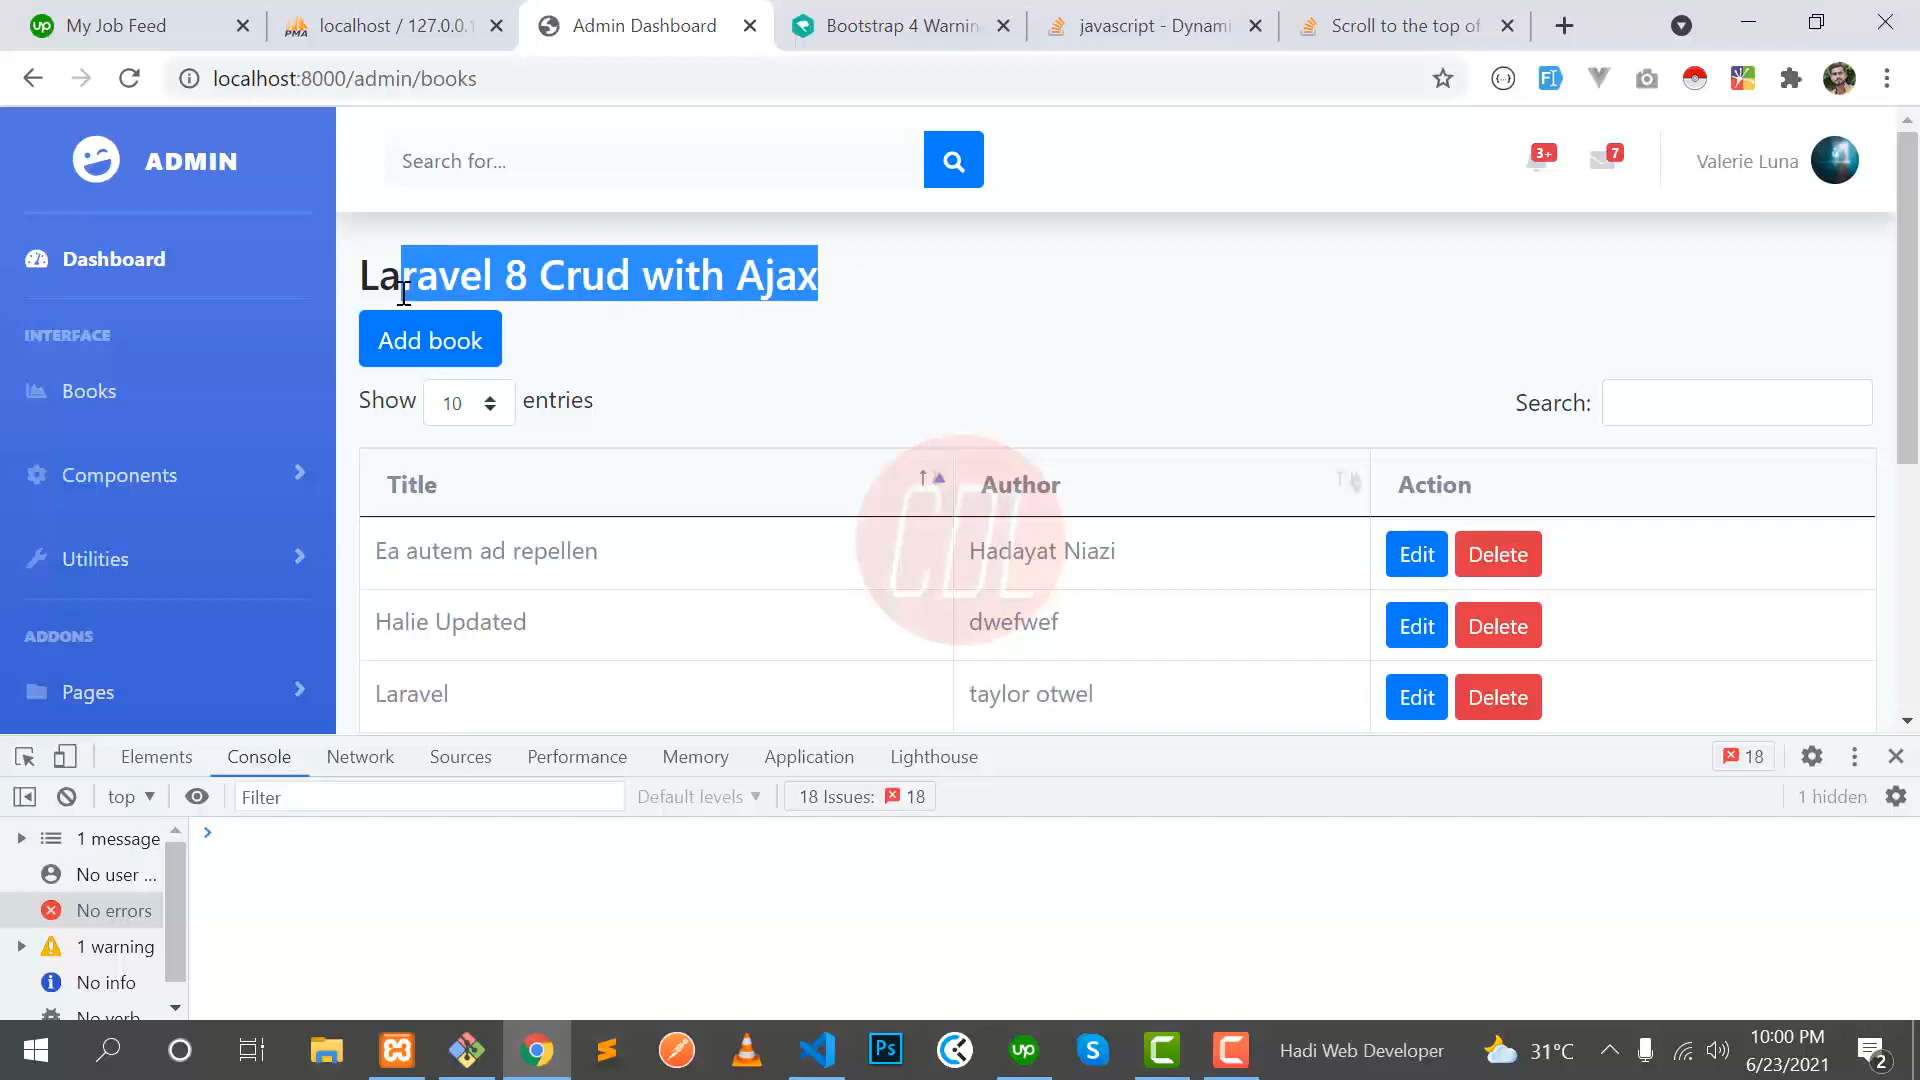 My Job Feed
localhost / 127.0.0.1
Admin Dashboard
Bootstrap 4 Warnin
javascript - Dynami
Scroll to the top of
localhost:8000/admin/books
ADMIN
Search for...
3+
7
Valerie Luna
Dashboard
INTERFACE
Books
Components
Utilities
ADDONS
Pages
Laravel 8 Crud with Ajax
Add book
Show 10 entries
Search:
Title Author Action
Ea autem ad repellen Hadayat Niazi Edit Delete
Halie Updated dwefwef Edit Delete
Laravel taylor otwel Edit Delete
CDL
Elements Console Network Sources Performance Memory Application Lighthouse 18
top Filter Default levels 18 Issues: 18 1 hidden
1 message
No user ...
No errors
1 warning
No info
No verb
Hadi Web Developer
31°C
10:00 PM
6/23/2021
2